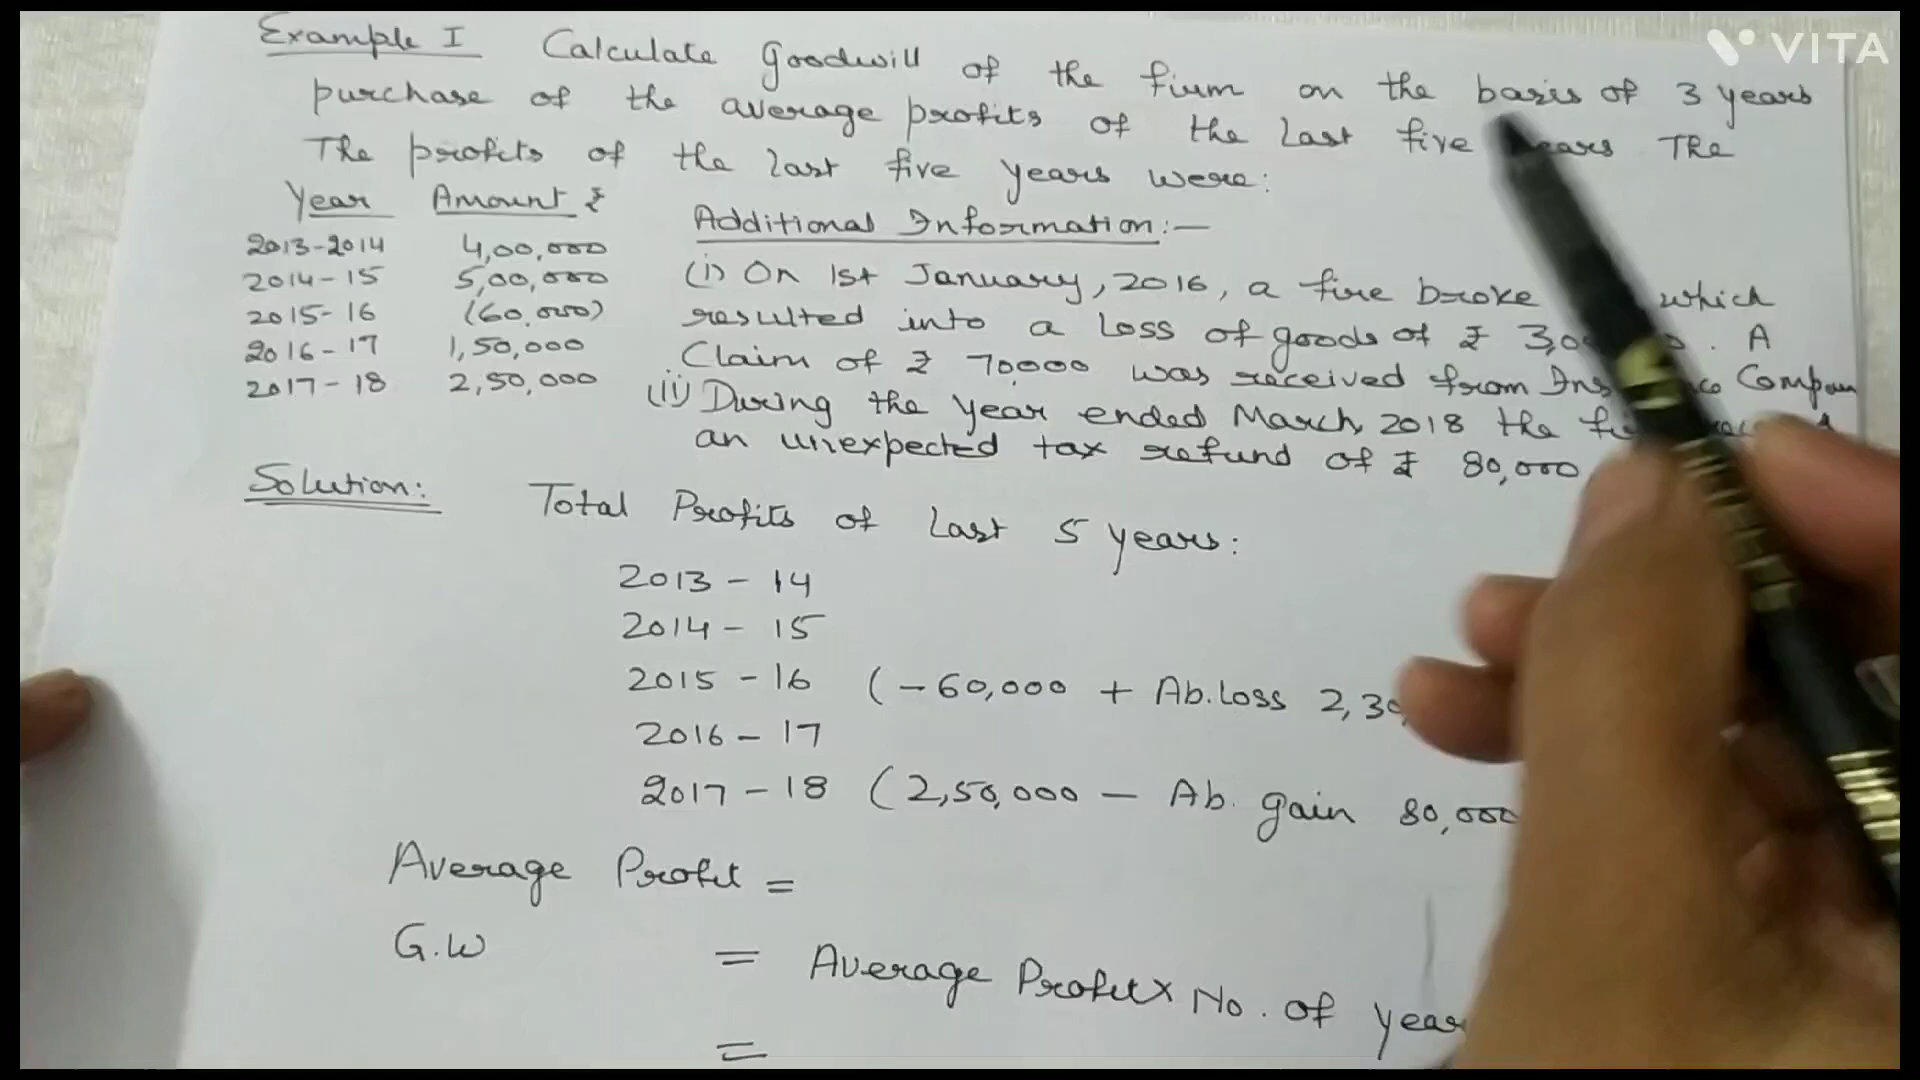 VITA
Example I Calculate Goodwill of the firm on the basis of 3 years
purchase of the average profits of the last five years The
The profits of the last five years were:
Year Amount ₹
2013-2014 4,00,000
2014-15 5,00,000
2015-16 (60,000)
2016-17 1,50,000
2017-18 2,50,000
Additional Information:-
(i) On 1st January, 2016, a fire broke which
resulted into a loss of goods of ₹ A
Claim of ₹ 70000 was received from
(ii) During the year ended March, 2018 the
an unexpected tax refund of ₹ 80,000
Solution: Total Profits of Last 5 years:
2013-14
2014-15
2015-16 (-60,000 + Ab.Loss
2016-17
2017-18 (2,50,000 - Ab. gain 80,000
Average Profit =
G.W = Average Profit x No. of
=